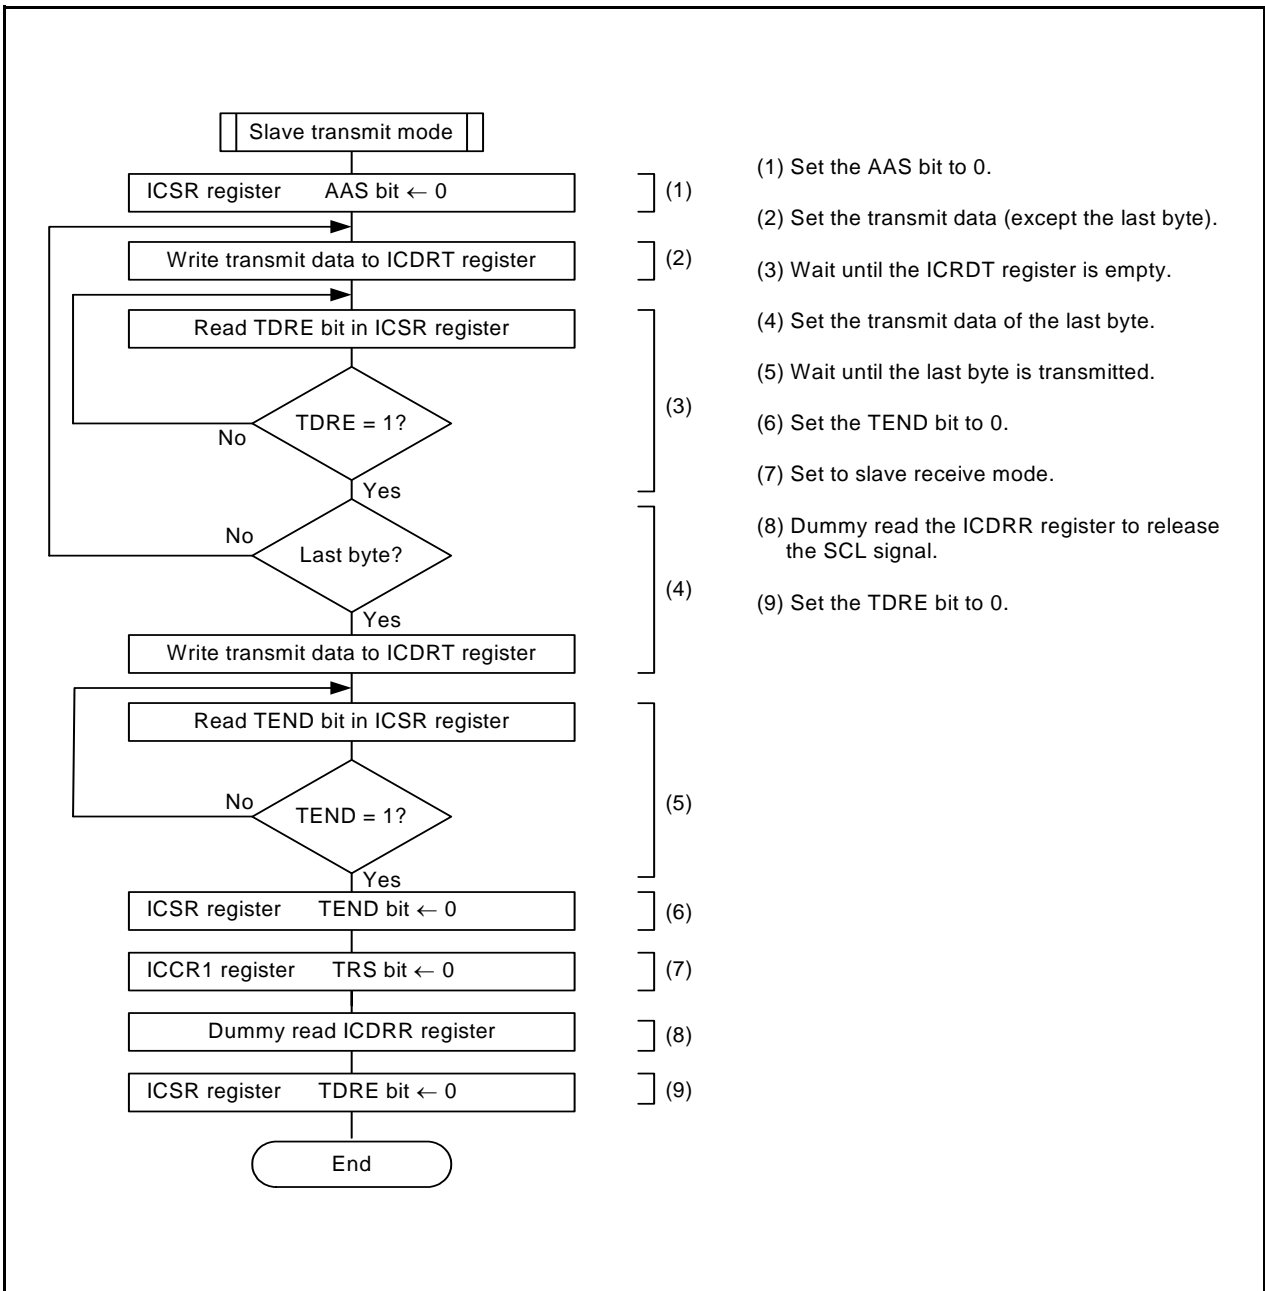 Slave transmit mode
ICSR register AAS bit ← 0
(1)
Write transmit data to ICDRT register
(2)
Read TDRE bit in ICSR register
TDRE = 1?
No
(3)
Yes
No
Last byte?
(4)
Yes
Write transmit data to ICDRT register
Read TEND bit in ICSR register
No
TEND = 1?
(5)
Yes
ICSR register TEND bit ← 0
(6)
ICCR1 register TRS bit ← 0
(7)
Dummy read ICDRR register
(8)
ICSR register TDRE bit ← 0
(9)
End
(1) Set the AAS bit to 0.
(2) Set the transmit data (except the last byte).
(3) Wait until the ICRDT register is empty.
(4) Set the transmit data of the last byte.
(5) Wait until the last byte is transmitted.
(6) Set the TEND bit to 0.
(7) Set to slave receive mode.
(8) Dummy read the ICDRR register to release
the SCL signal.
(9) Set the TDRE bit to 0.